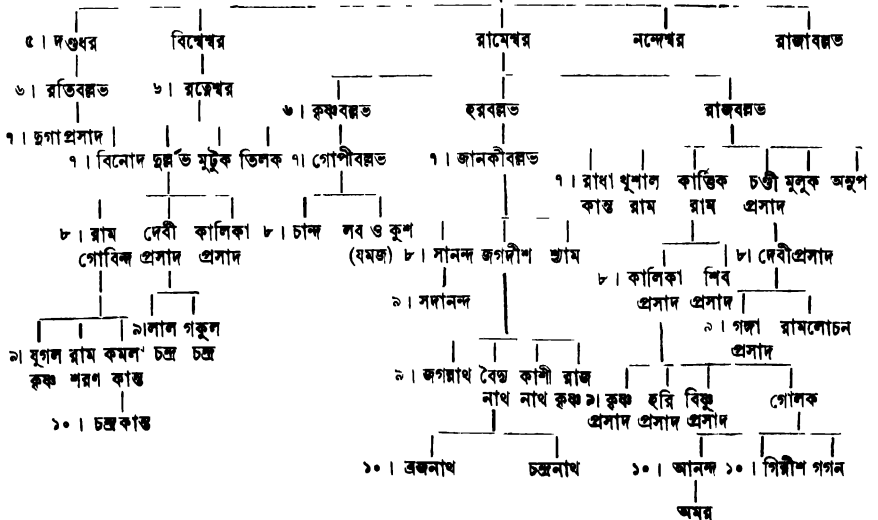 ৫। দণ্ডধর বিশ্বেশ্বর রামেশ্বর নন্দেশ্বর রাজাবল্লভ
৬। রতিবল্লভ ৬। রত্নেশ্বর
৬। কৃষ্ণবল্লভ হরবল্লভ রাজবল্লভ
৭। দুগাপ্রসাদ
৭। বিনোদ দুর্ল্লভ মুটুক তিলক ৭। গোপীবল্লভ ৭। জানকীবল্লভ
৭। রাধা খুশাল কার্ত্তিক চণ্ডী মুলুক অনুপ
কান্ত রাম রাম প্রসাদ
৮। রাম দেবী কালিকা ৮। চান্দ লব ও কুশ
গোবিন্দ প্রসাদ প্রসাদ (যমজ) ৮। সানন্দ জগদীশ শ্যাম ৮। দেবীপ্রসাদ
৮। কালিকা শিব
প্রসাদ প্রসাদ
৯। সদানন্দ
৯।লাল গকুল ৯। গঙ্গা রামলোচন
প্রসাদ
৯। যুগল রাম কমল চন্দ্র চন্দ্র
কৃষ্ণ শরণ কান্ত
৯। জগন্নাথ বৈদ্য কাশী রাজ
নাথ নাথ কৃষ্ণ ৯। কৃষ্ণ হরি বিষ্ণু গোলক
প্রসাদ প্রসাদ প্রসাদ
১০। চন্দ্রকান্ত
১০। ব্রজনাথ চন্দ্রনাথ ১০। আনন্দ ১০। গিরীশ গগন
অমর